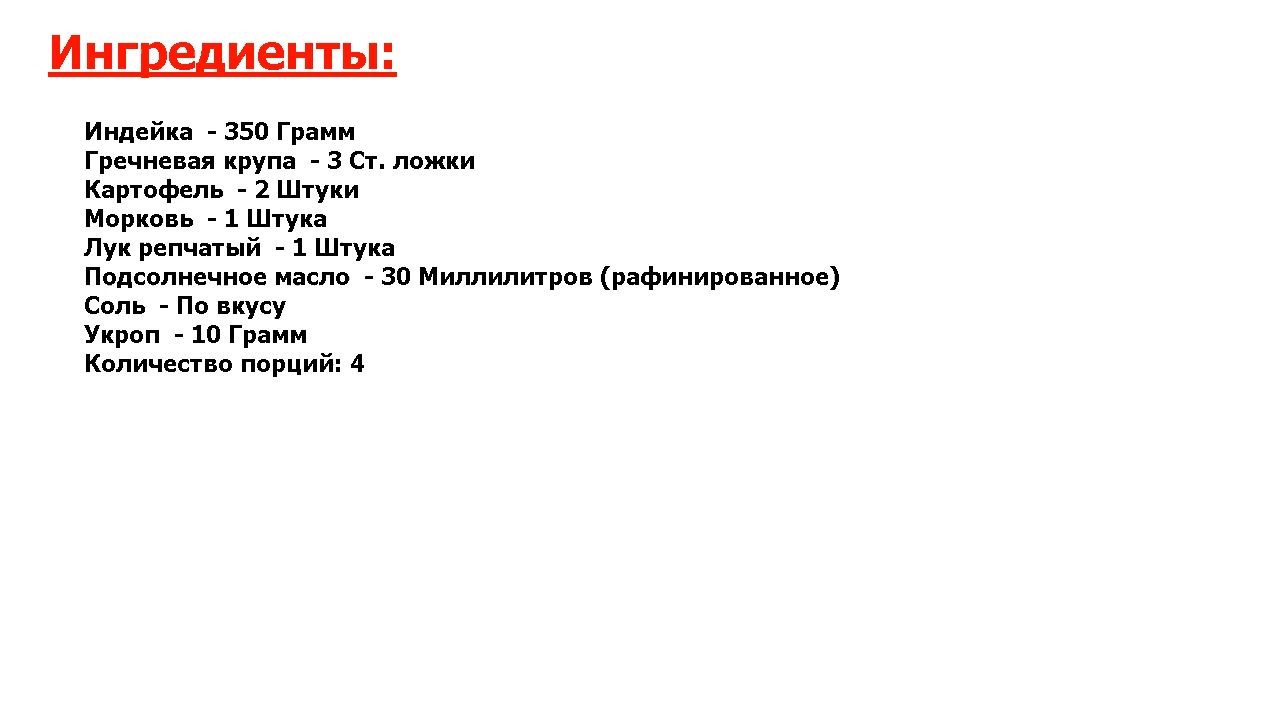 Ингредиенты:
Индейка  - 350 Грамм
Гречневая крупа  - 3 Ст. ложки
Картофель  - 2 Штуки
Морковь  - 1 Штука
Лук репчатый  - 1 Штука
Подсолнечное масло  - 30 Миллилитров (рафинированное)
Соль  - По вкусу
Укроп  - 10 Грамм
Количество порций: 4